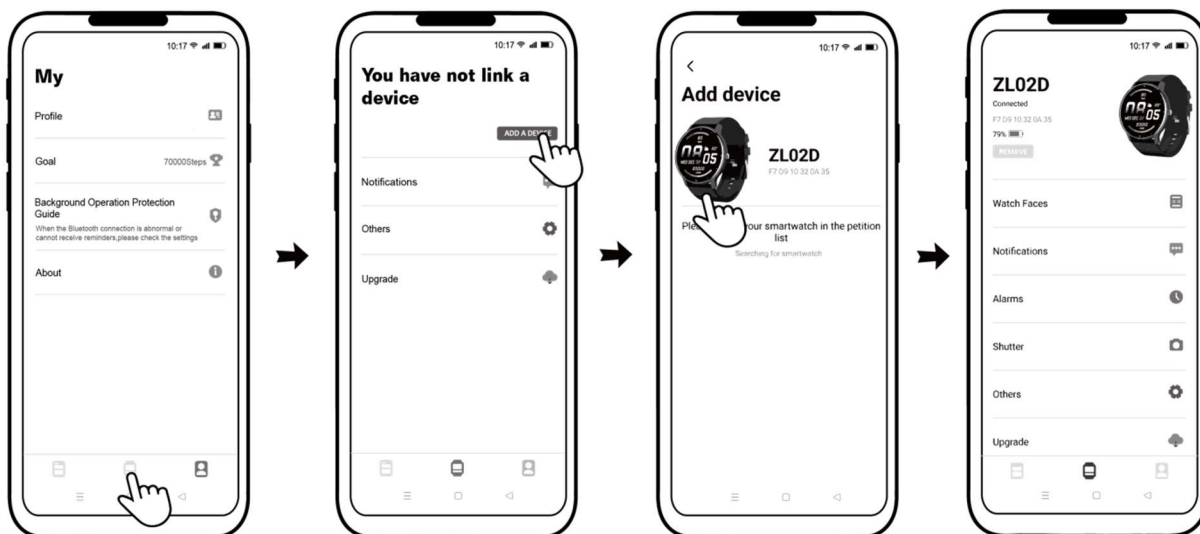 10:17
My
Profile
Goal
70000Steps
Background Operation Protection
Guide
When the Bluetooth connection is abnormal or
cannot receive reminders,please check the settings
About
10:17
You have not link a
device
ADD A DEVICE
Notifications
Others
Upgrade
10:17
Add device
ZL02D
F7 D9 10 32 0A 35
your smartwatch in the petition
list
Searching for smartwatch
10:17
ZL02D
Connected
F7 D9 10 32 0A 35
79%
REMOVE
Watch Faces
Notifications
Alarms
Shutter
Others
Upgrade